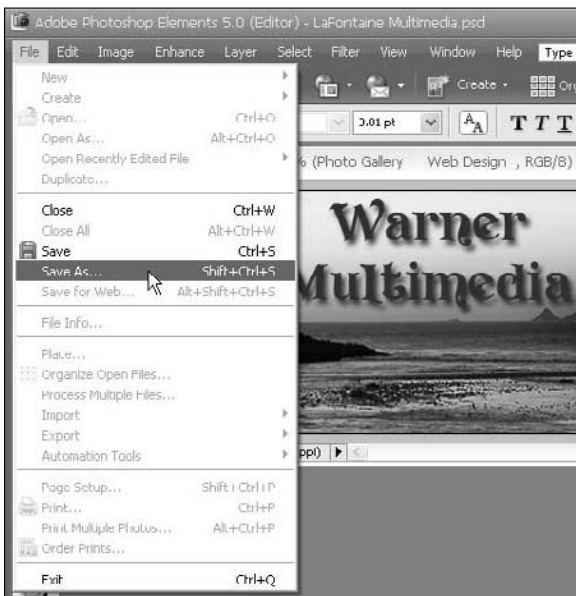 Adobe Photoshop Elements 5.0 (Editor) - LaFontaine Multimedia.psd
File Edit Image Enhance Layer Select Filter View Window Help Type
Create
3.01 pt
T T T
% (Photo Gallery Web Design , RGB/8)
New
Create
Open... Ctrl+O
Open As... Alt+Ctrl+O
Open Recently Edited File
Duplicate...
Close Ctrl+W
Close All Alt+Ctrl+W
Save Ctrl+S
Save As... Shift+Ctrl+S
Save for Web... Alt+Shift+Ctrl+S
File Info...
Place...
Organize Open Files...
Process Multiple Files...
Import
Export
Automation Tools
Page Setup... Shift+Ctrl+P
Print... Ctrl+P
Print Multiple Photos... Alt+Ctrl+P
Order Prints...
Exit Ctrl+Q
Warner
Multimedia
ppi)